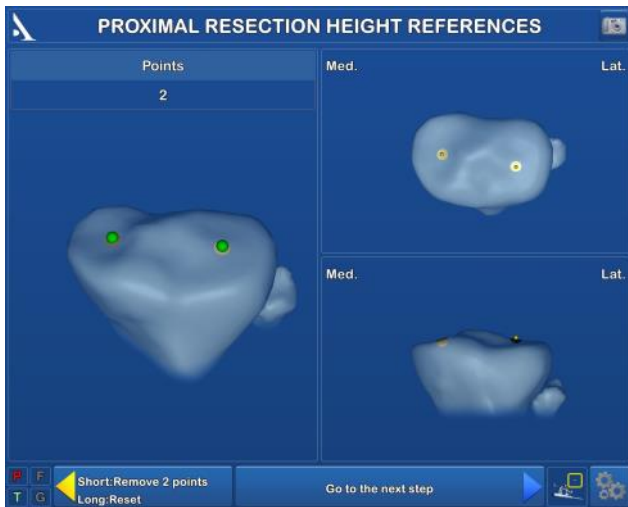 PROXIMAL RESECTION HEIGHT REFERENCES
Points
2
Med.
Lat.
Med.
Lat.
P F
T G
Short:Remove 2 points
Long:Reset
Go to the next step